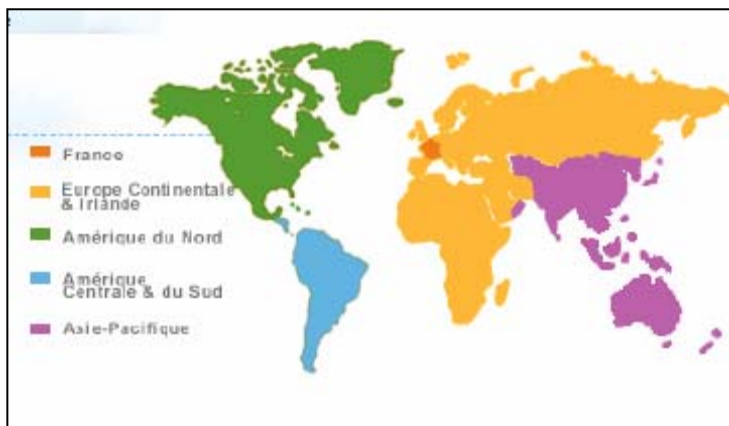 France
Europe Continentale
& Irlande
Amérique du Nord
Amérique
Centrale & du Sud
Asie-Pacifique